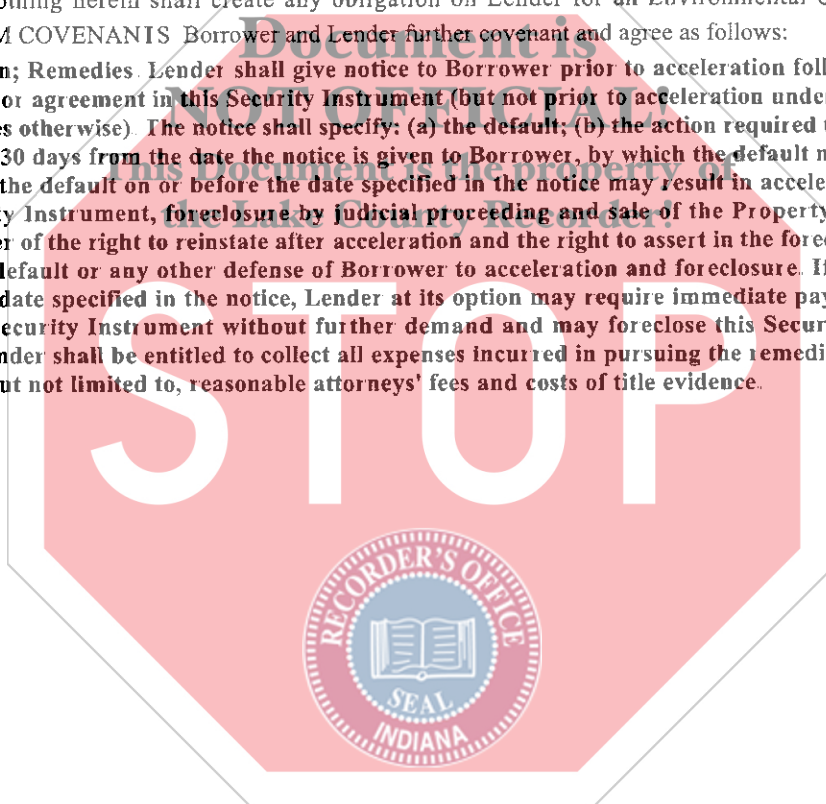 othing herein shall create any obligation on Lender for an Environmental
Document is
M COVENANTS Borrower and Lender further covenant and agree as follows:
n; Remedies. Lender shall give notice to Borrower prior to acceleration foll
NOT OFFICIAL!
or agreement in this Security Instrument (but not prior to acceleration unde
s otherwise). The notice shall specify: (a) the default; (b) the action required
30 days from the date the notice is given to Borrower, by which the default
This Document is the property of
the default on or before the date specified in the notice may result in accele
y Instrument, foreclosure by judicial proceeding and sale of the Property
the Lake County Recorder!
er of the right to reinstate after acceleration and the right to assert in the fore
default or any other defense of Borrower to acceleration and foreclosure. If
date specified in the notice, Lender at its option may require immediate pay
ecurity Instrument without further demand and may foreclose this Secur
nder shall be entitled to collect all expenses incurred in pursuing the remedi
ut not limited to, reasonable attorneys' fees and costs of title evidence.
STOP
RECORDER'S OFFICE
SEAL
INDIANA